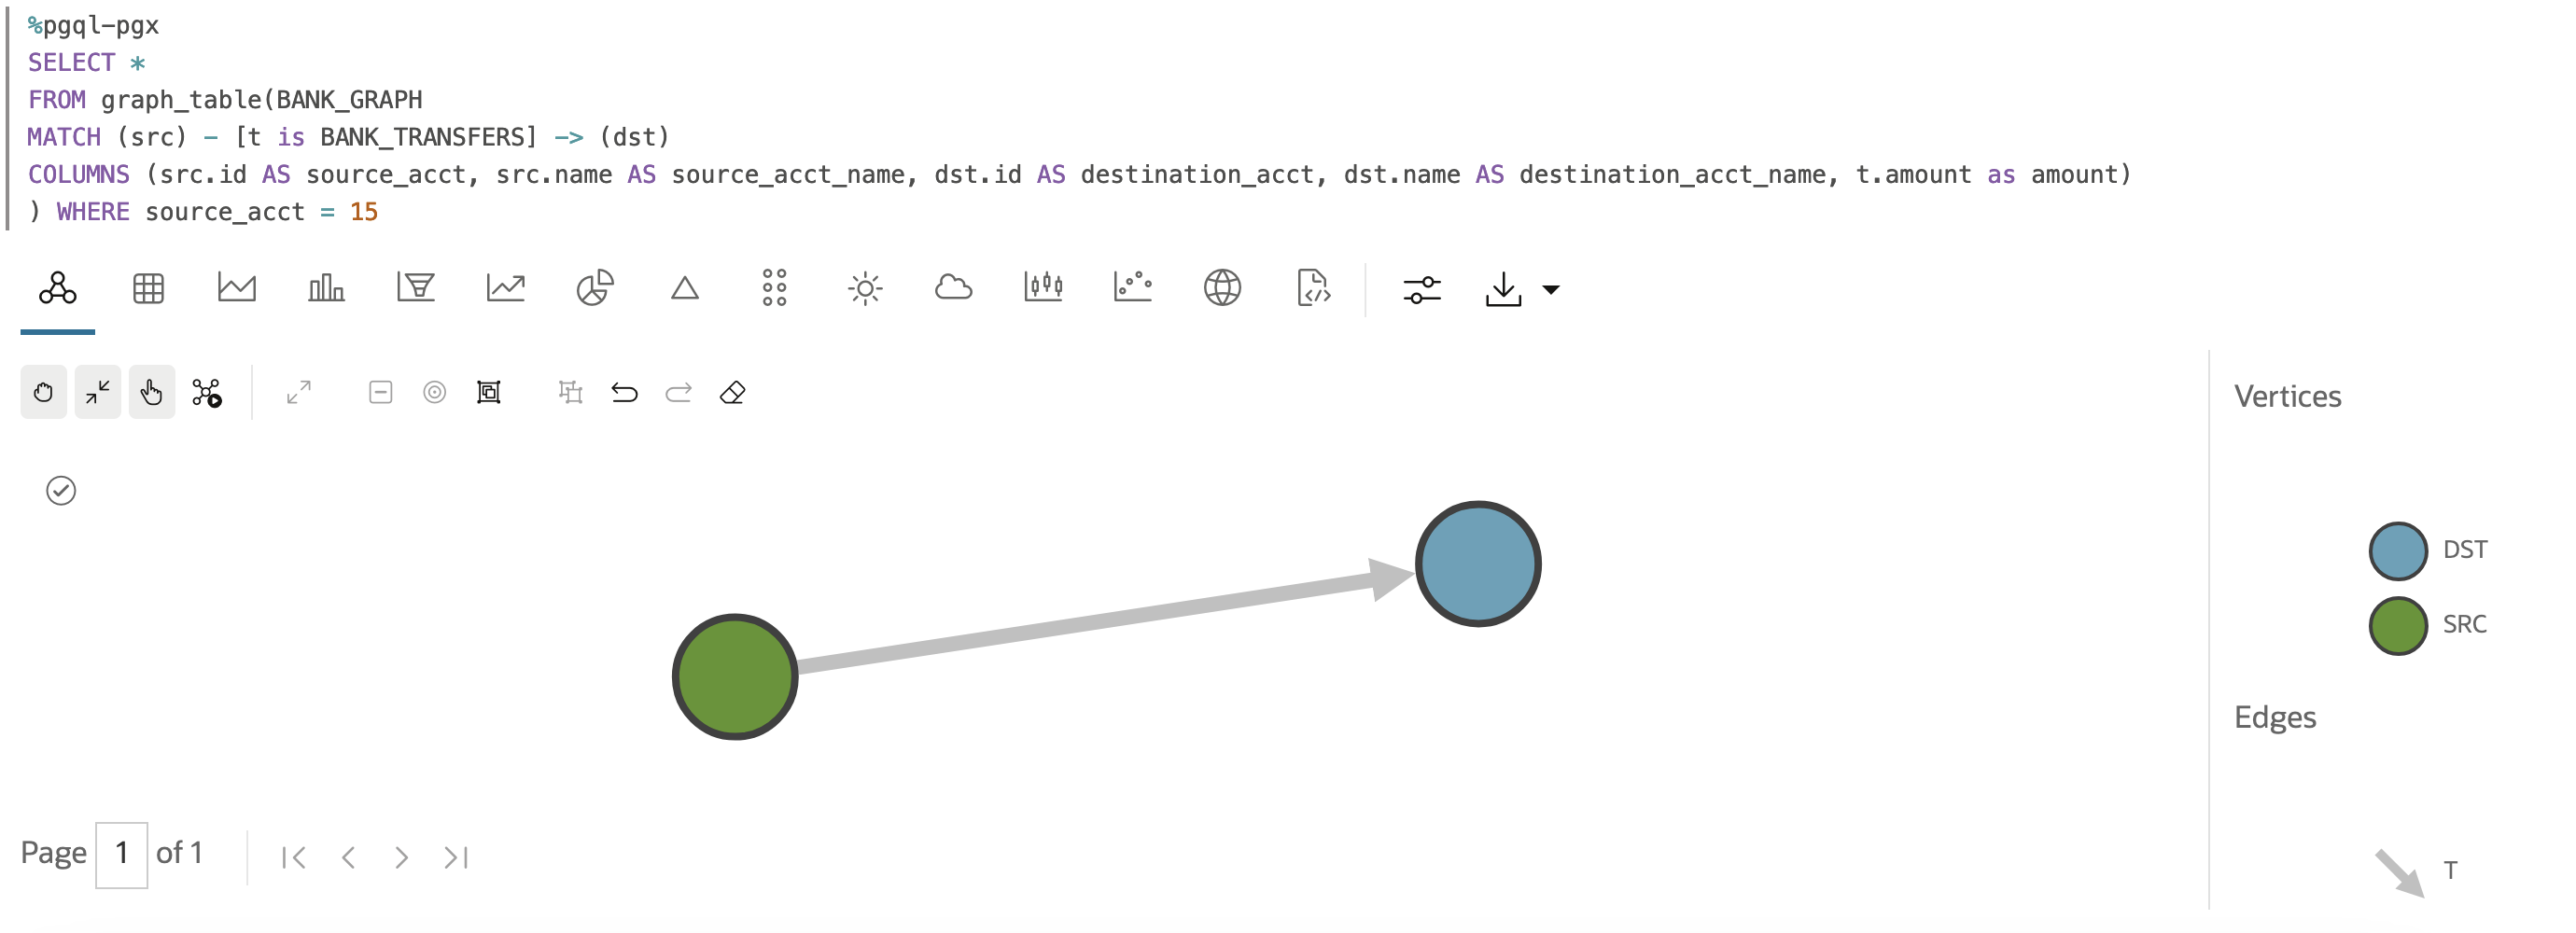 %pgql-pgx
SELECT *
FROM graph_table(BANK_GRAPH
MATCH (src) - [t is BANK_TRANSFERS] -> (dst)
COLUMNS (src.id AS source_acct, src.name AS source_acct_name, dst.id AS destination_acct, dst.name AS destination_acct_name, t.amount as amount)
) WHERE source_acct = 15
Vertices
DST
SRC
Edges
T
Page 1 of 1